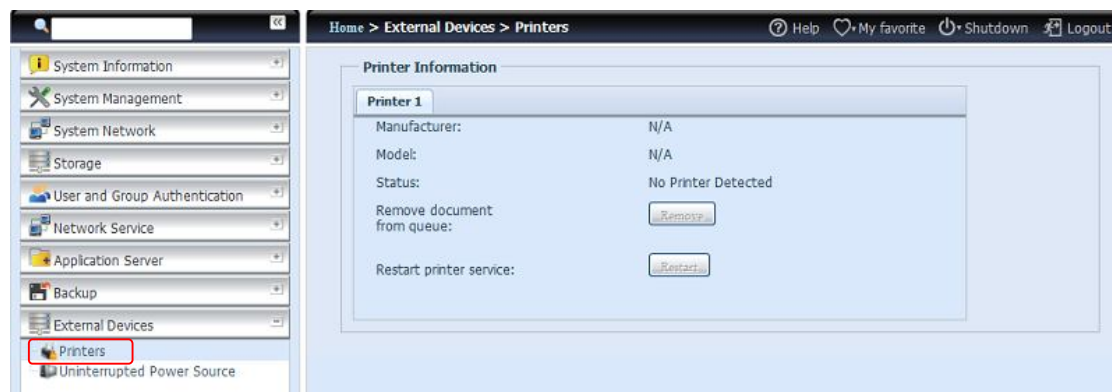 Home > External Devices > Printers
Help My favorite Shutdown Logout
System Information
System Management
System Network
Storage
User and Group Authentication
Network Service
Application Server
Backup
External Devices
Printers
Uninterrupted Power Source
Printer Information
Printer 1
Manufacturer: N/A
Model: N/A
Status: No Printer Detected
Remove document
from queue:
Remove
Restart printer service: Restart